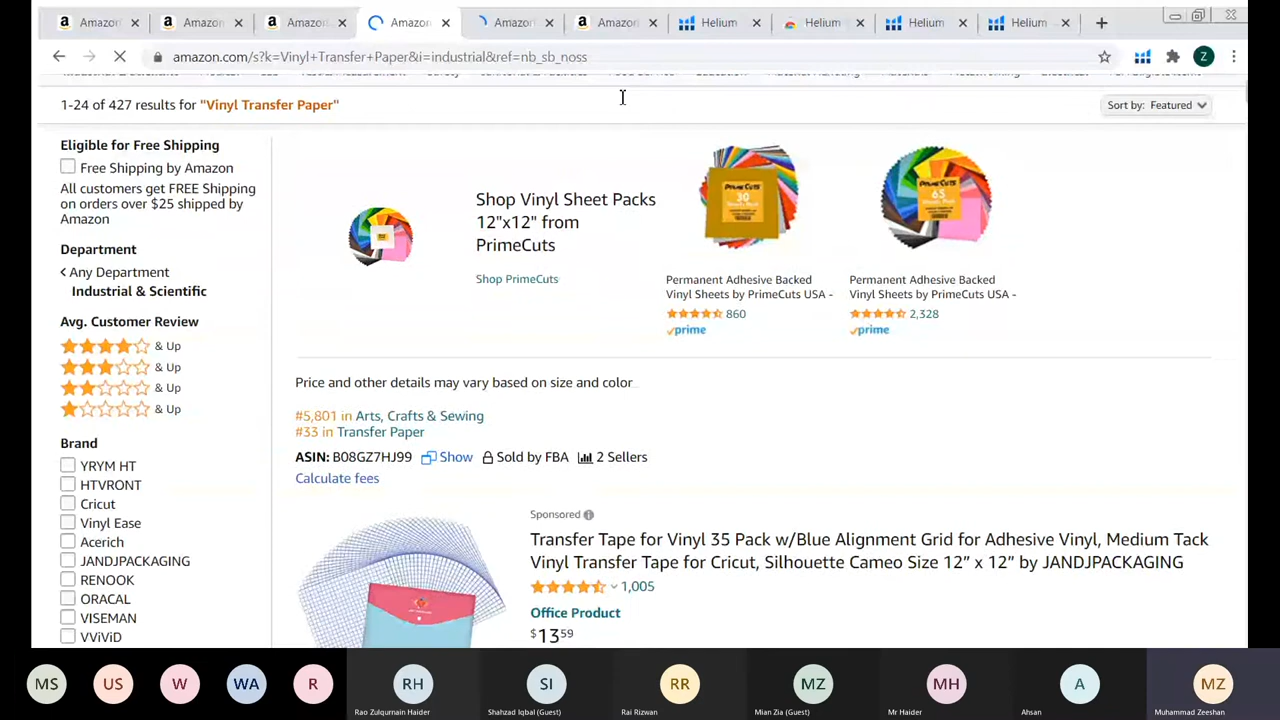 Amazon
Amazon
Amazon
Amazon
Amazon
Amazon
Helium
Helium
Helium
Helium
amazon.com/s?k=Vinyl+Transfer+Paper&i=industrial&ref=nb_sb_noss
Z
1-24 of 427 results for "Vinyl Transfer Paper"
Sort by: Featured
Eligible for Free Shipping
Free Shipping by Amazon
All customers get FREE Shipping
on orders over $25 shipped by
Amazon
Department
Any Department
Industrial & Scientific
Avg. Customer Review
& Up
& Up
& Up
& Up
Brand
YRYM HT
HTVRONT
Cricut
Vinyl Ease
Acerich
JANDJPACKAGING
RENOOK
ORACAL
VISEMAN
VViViD
Shop Vinyl Sheet Packs
12"x12" from
PrimeCuts
Shop PrimeCuts
PRIME CUTS
30
PRIME CUTS
65
Permanent Adhesive Backed
Vinyl Sheets by PrimeCuts USA -
860
prime
Permanent Adhesive Backed
Vinyl Sheets by PrimeCuts USA -
2,328
prime
Price and other details may vary based on size and color
#5,801 in Arts, Crafts & Sewing
#33 in Transfer Paper
ASIN: B08GZ7HJ99 Show Sold by FBA 2 Sellers
Calculate fees
Sponsored
Transfer Tape for Vinyl 35 Pack w/Blue Alignment Grid for Adhesive Vinyl, Medium Tack
Vinyl Transfer Tape for Cricut, Silhouette Cameo Size 12” x 12” by JANDJPACKAGING
1,005
Office Product
$13 59
MS
US
W
WA
R
RH
Rao Zulqurnain Haider
SI
Shahzad Iqbal (Guest)
RR
Rai Rizwan
MZ
Mian Zia (Guest)
MH
Mr Haider
A
Ahsan
MZ
Muhammad Zeeshan